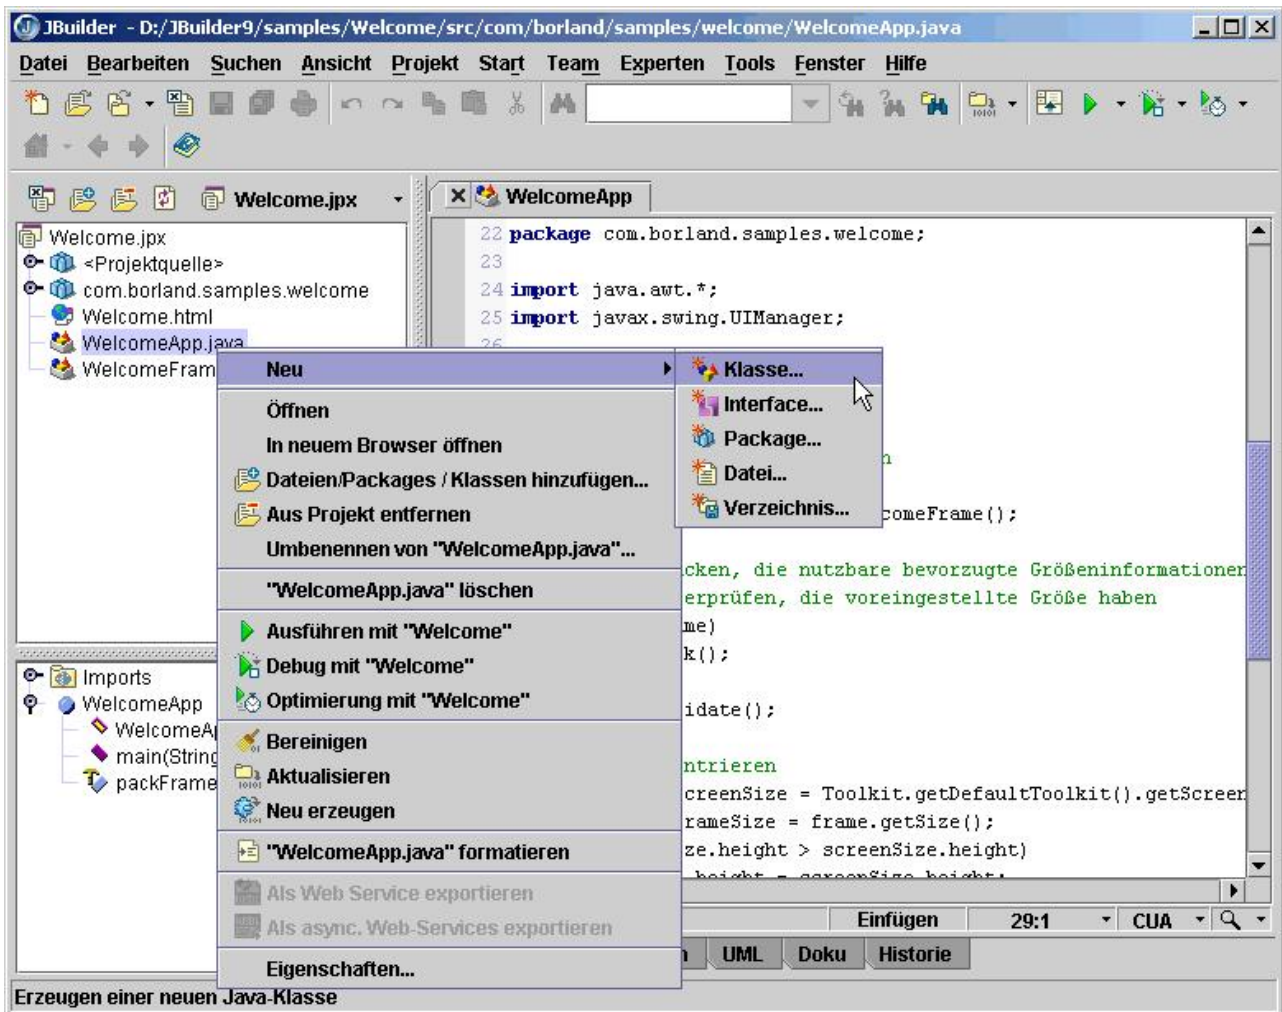 JBuilder - D:/JBuilder9/samples/Welcome/src/com/borland/samples/welcome/WelcomeApp.java
Datei Bearbeiten Suchen Ansicht Projekt Start Team Experten Tools Fenster Hilfe
Welcome.jpx
Welcome.jpx
<Projektquelle>
com.borland.samples.welcome
Welcome.html
WelcomeApp.java
WelcomeFram
WelcomeApp
22 package com.borland.samples.welcome;
23
24 import java.awt.*;
25 import javax.swing.UIManager;
26
Neu
Öffnen
In neuem Browser öffnen
Dateien/Packages / Klassen hinzufügen...
Aus Projekt entfernen
Umbenennen von "WelcomeApp.java"...
"WelcomeApp.java" löschen
Ausführen mit "Welcome"
Debug mit "Welcome"
Optimierung mit "Welcome"
Bereinigen
Aktualisieren
Neu erzeugen
"WelcomeApp.java" formatieren
Als Web Service exportieren
Als async. Web-Services exportieren
Eigenschaften...
Klasse...
Interface...
Package...
Datei...
Verzeichnis...
n
comeFrame();
cken, die nutzbare bevorzugte Größeninformationen
erprüfen, die voreingestellte Größe haben
me)
k();
idate();
ntrieren
creenSize = Toolkit.getDefaultToolkit().getScreen
rameSize = frame.getSize();
ze.height > screenSize.height)
.height = screenSize.height;
Imports
WelcomeApp
WelcomeAp
main(String
packFrame
Einfügen 29:1 CUA
n UML Doku Historie
Erzeugen einer neuen Java-Klasse